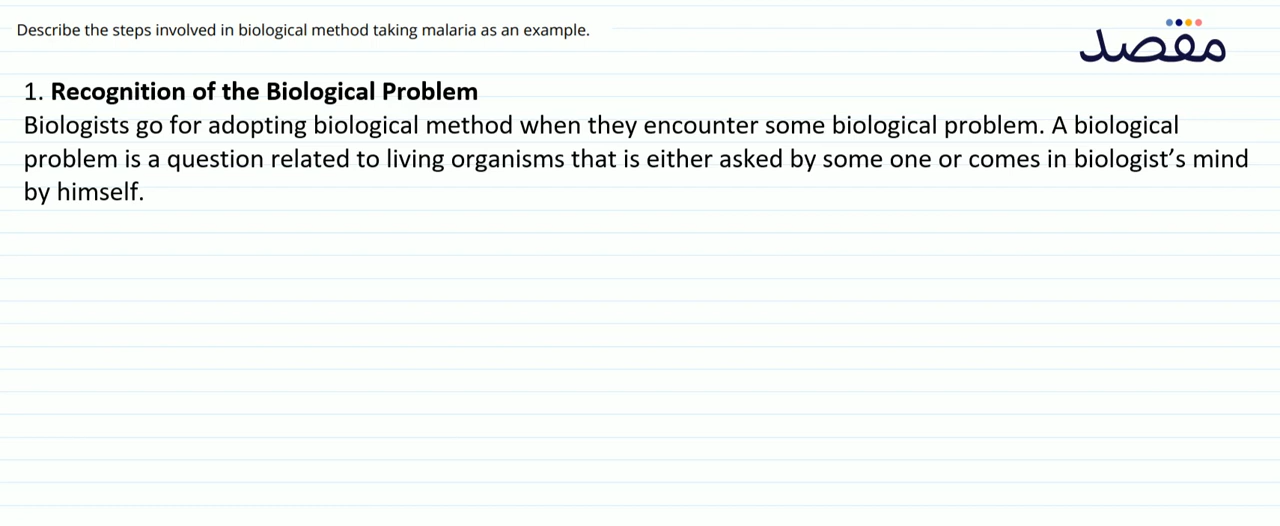 Describe the steps involved in biological method taking malaria as an example.
مقصد
1. Recognition of the Biological Problem
Biologists go for adopting biological method when they encounter some biological problem. A biological
problem is a question related to living organisms that is either asked by some one or comes in biologist’s mind
by himself.